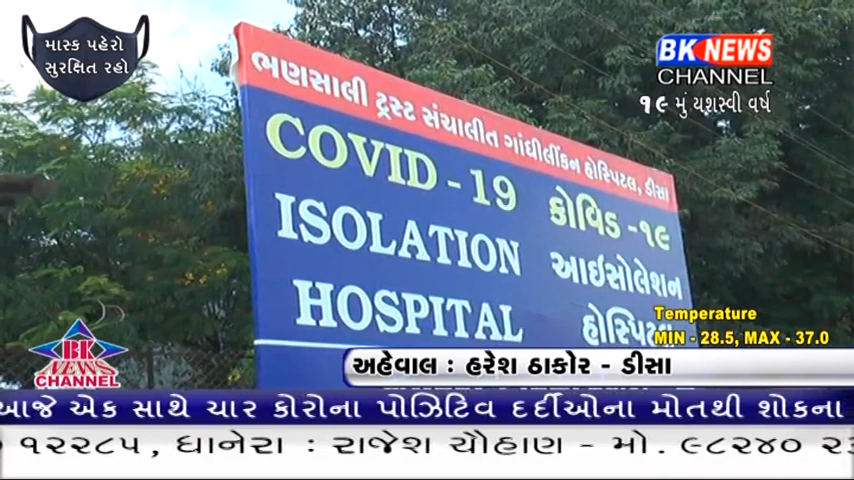 માસ્ક પહેરો
સુરક્ષિત રહો
BK NEWS
CHANNEL
૧૯ મું યશસ્વી વર્ષ
ભણસાલી ટ્રસ્ટ સંચાલીત ગાંધીલીંકન હોસ્પિટલ, ડીસા
COVID - 19
ISOLATION
HOSPITAL
કોવિડ - ૧૯
આઇસોલેશન
Temperature
MIN - 28.5, MAX - 37.0
BK
NEWS
CHANNEL
અહેવાલ : હરેશ ઠાકોર - ડીસા
આજે એક સાથે ચાર કોરોના પોઝિટિવ દર્દીઓના મોતથી શોકના
૧૨૨૮૫, ધાનેરા : રાજેશ ચૌહાણ - મો. ૯૮૨૪૦